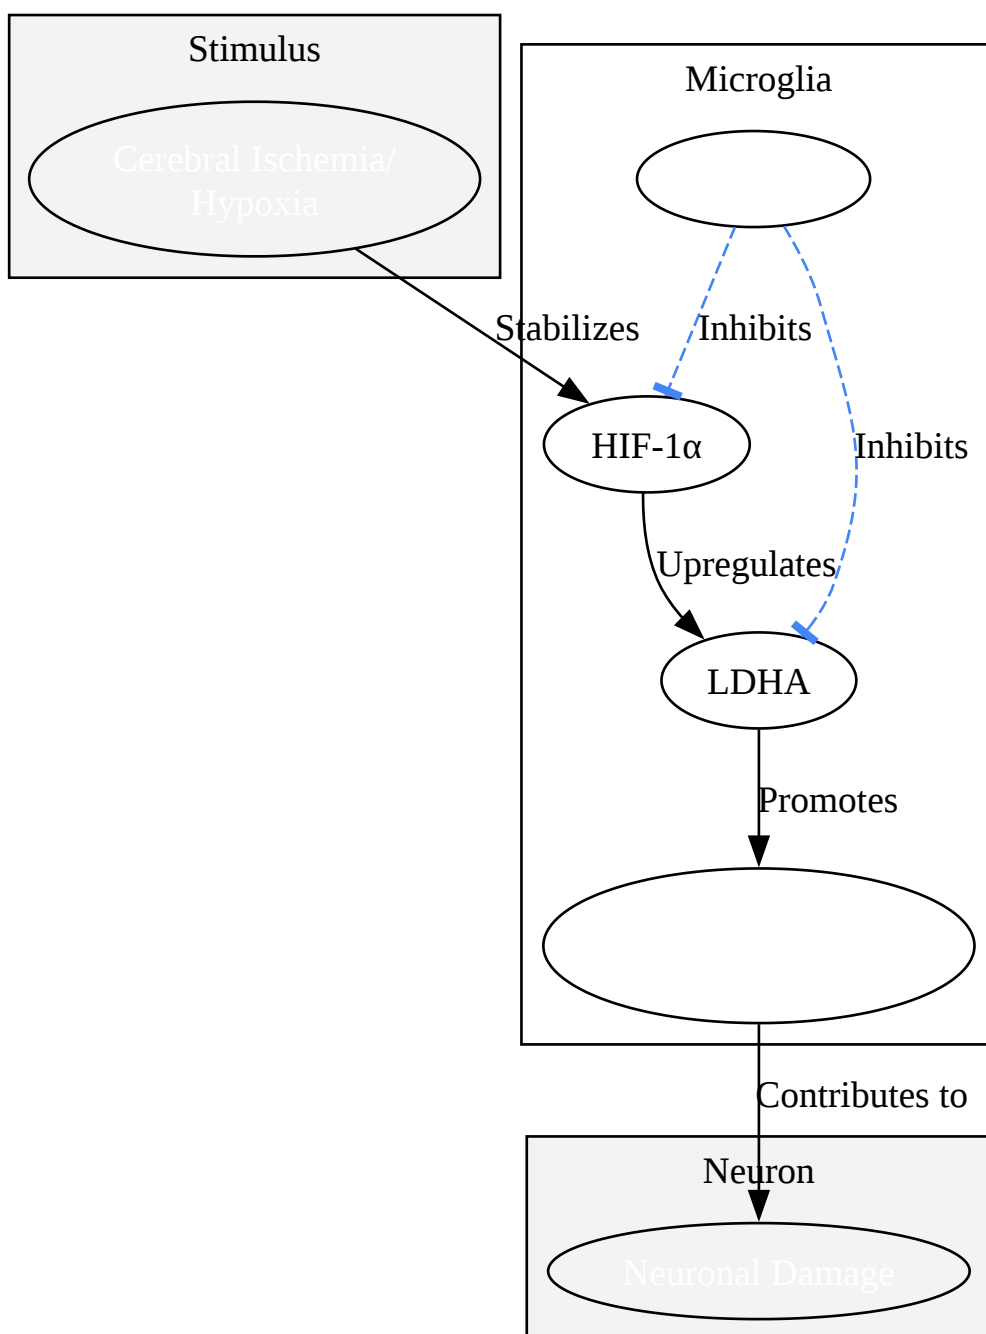 Stimulus
Cerebral Ischemia/
Hypoxia
Microglia
Stabilizes
Inhibits
HIF-1α
Inhibits
Upregulates
LDHA
Promotes
Contributes to
Neuron
Neuronal Damage